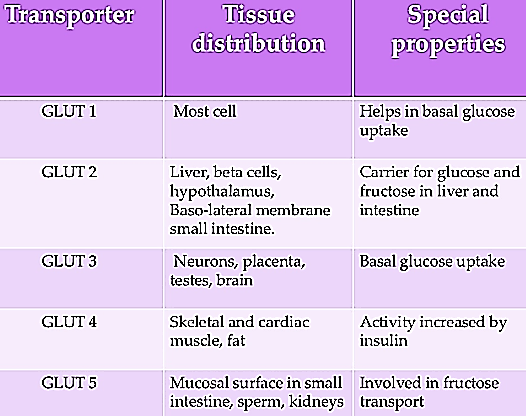 Transporter
Tissue
distribution
Special
properties
GLUT 1
Most cell
Helps in basal glucose
uptake
GLUT 2
Liver, beta cells,
hypothalamus,
Baso-lateral membrane
small intestine.
Carrier for glucose and
fructose in liver and
intestine
GLUT 3
Neurons, placenta,
testes, brain
Basal glucose uptake
GLUT 4
Skeletal and cardiac
muscle, fat
Activity increased by
insulin
GLUT 5
Mucosal surface in small
intestine, sperm, kidneys
Involved in fructose
transport